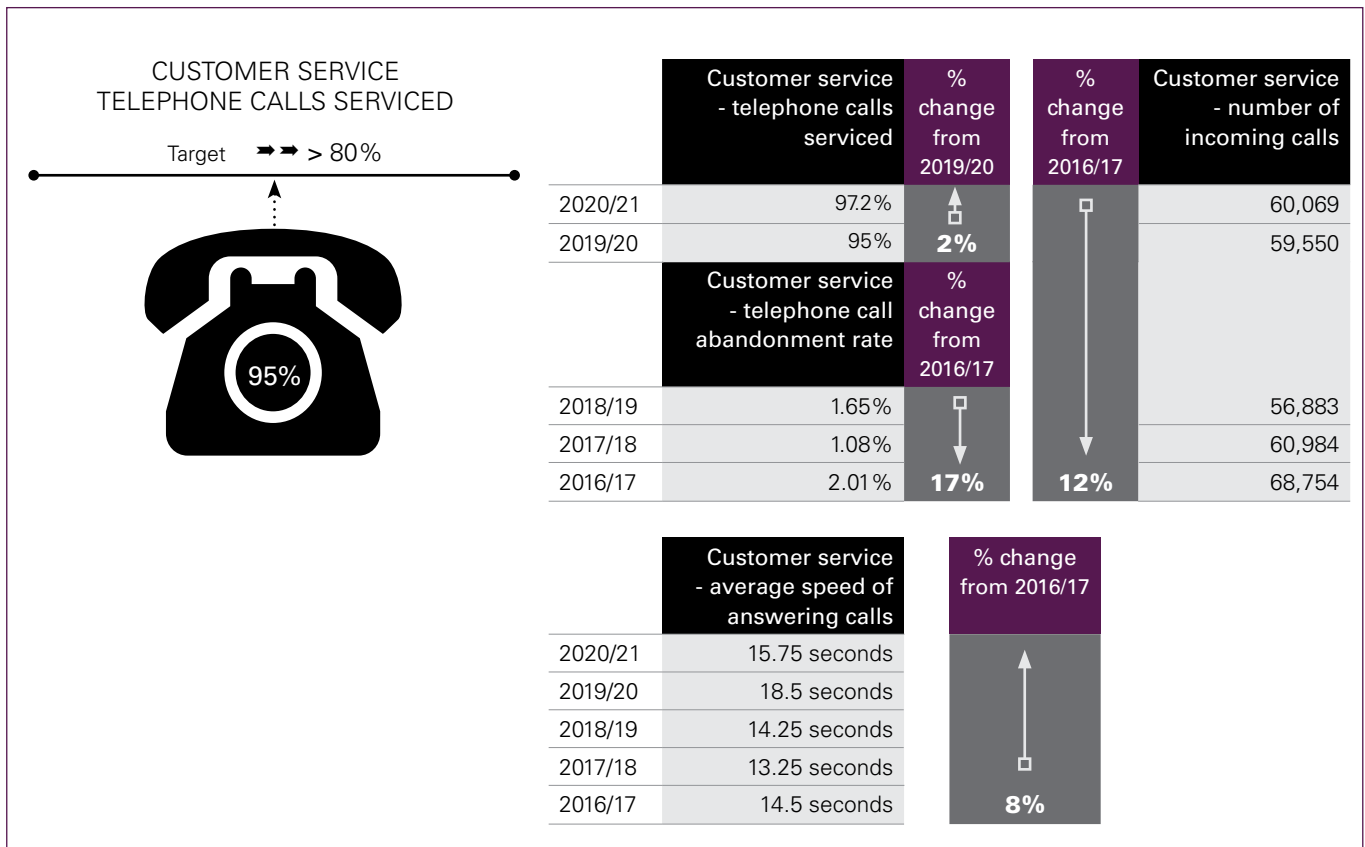 CUSTOMER SERVICE
TELEPHONE CALLS SERVICED
Target > 80%
95%
Customer service
- telephone calls
serviced
%
change
from
2019/20
%
change
from
2016/17
Customer service
- number of
incoming calls
2020/21 97.2% 60,069
2019/20 95% 2% 59,550
Customer service
- telephone call
abandonment rate
%
change
from
2016/17
2018/19 1.65% 56,883
2017/18 1.08% 60,984
2016/17 2.01% 17% 12% 68,754
Customer service
- average speed of
answering calls
% change
from 2016/17
2020/21 15.75 seconds
2019/20 18.5 seconds
2018/19 14.25 seconds
2017/18 13.25 seconds
2016/17 14.5 seconds 8%